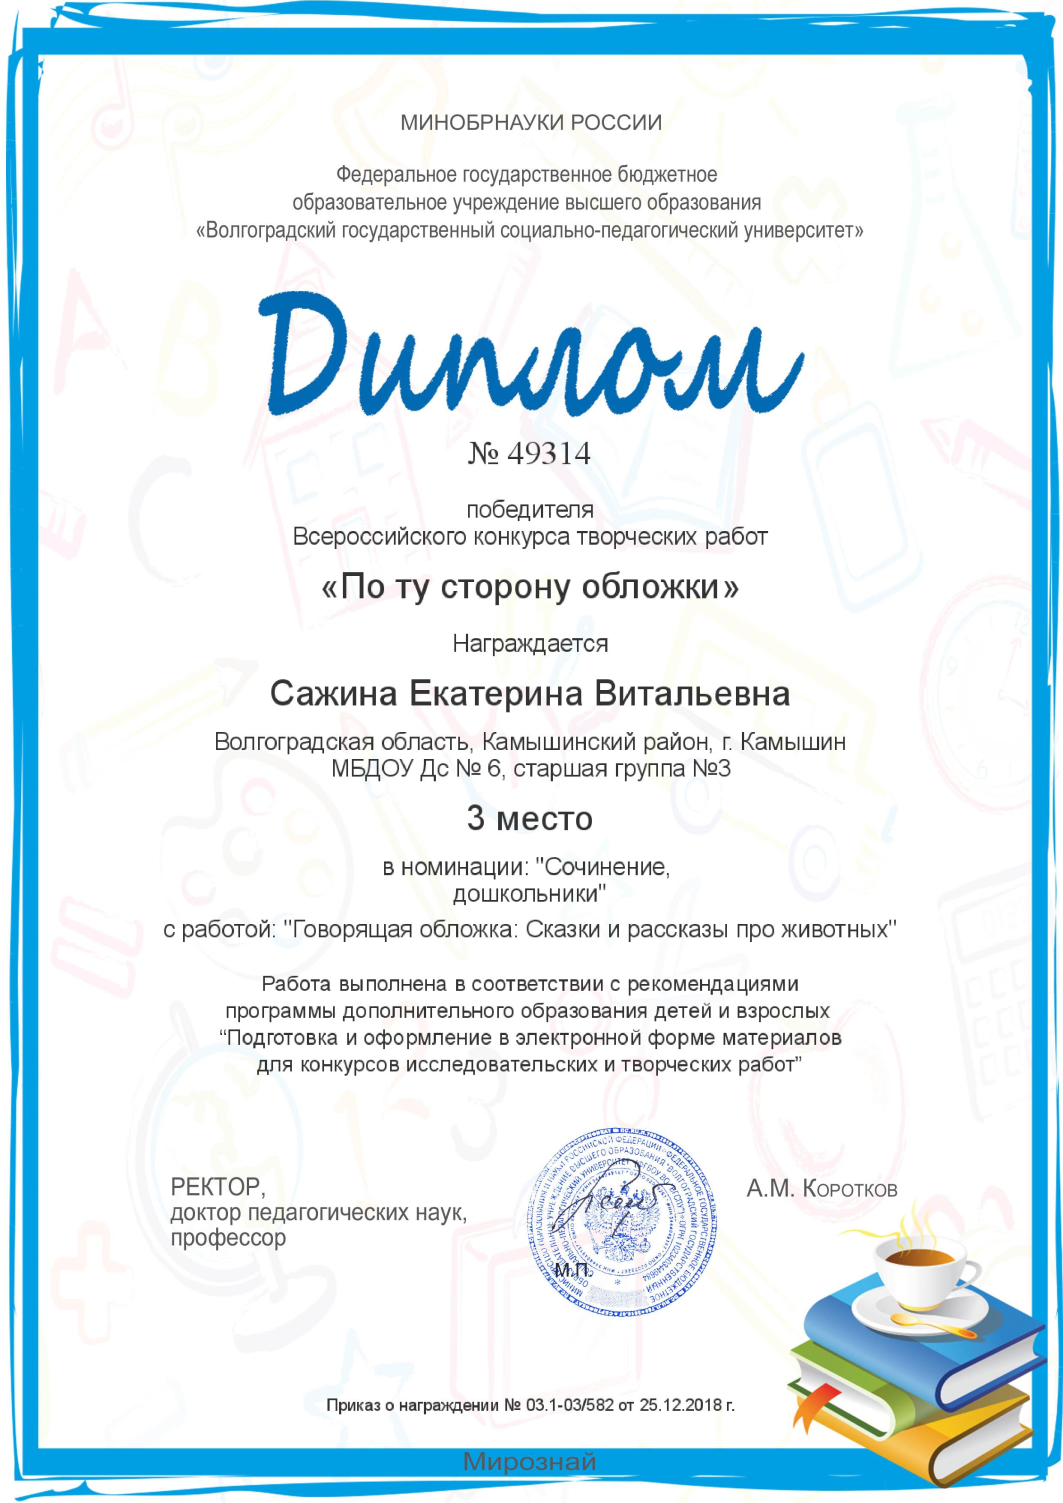 МИНОБРНАУКИ РОССИИ
Федеральное государственное бюджетное
образовательное учреждение высшего образования
«Волгоградский государственный социально-педагогический университет»
Диплом
№ 49314
победителя
Всероссийского конкурса творческих работ
«По ту сторону обложки»
Награждается
Сажина Екатерина Витальевна
Волгоградская область, Камышинский район, г. Камышин
МБДОУ Дс № 6, старшая группа №3
3 место
в номинации: "Сочинение,
дошкольники"
с работой: "Говорящая обложка: Сказки и рассказы про животных"
Работа выполнена в соответствии с рекомендациями
программы дополнительного образования детей и взрослых
“Подготовка и оформление в электронной форме материалов
для конкурсов исследовательских и творческих работ”
РЕКТОР,
доктор педагогических наук,
профессор
М.П.
А.М. Коротков
Приказ о награждении № 03.1-03/582 от 25.12.2018 г.
Мирознай